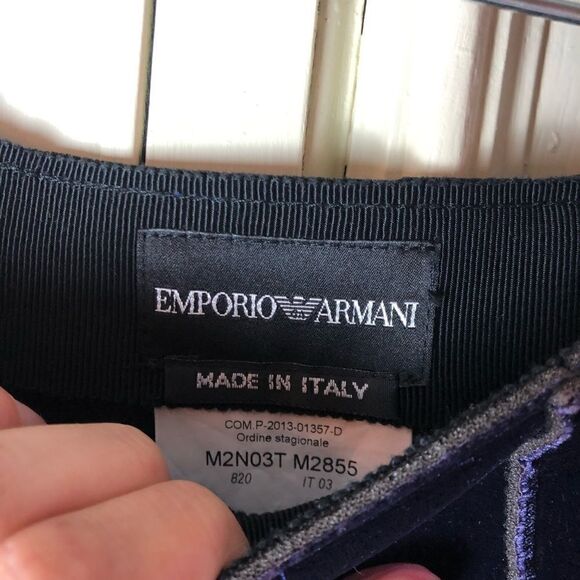 EMPORIO ARMANI
MADE IN ITALY
COM.P-2013-01357-D
Ordine stagionale
M2N03T M2855
820 IT 03